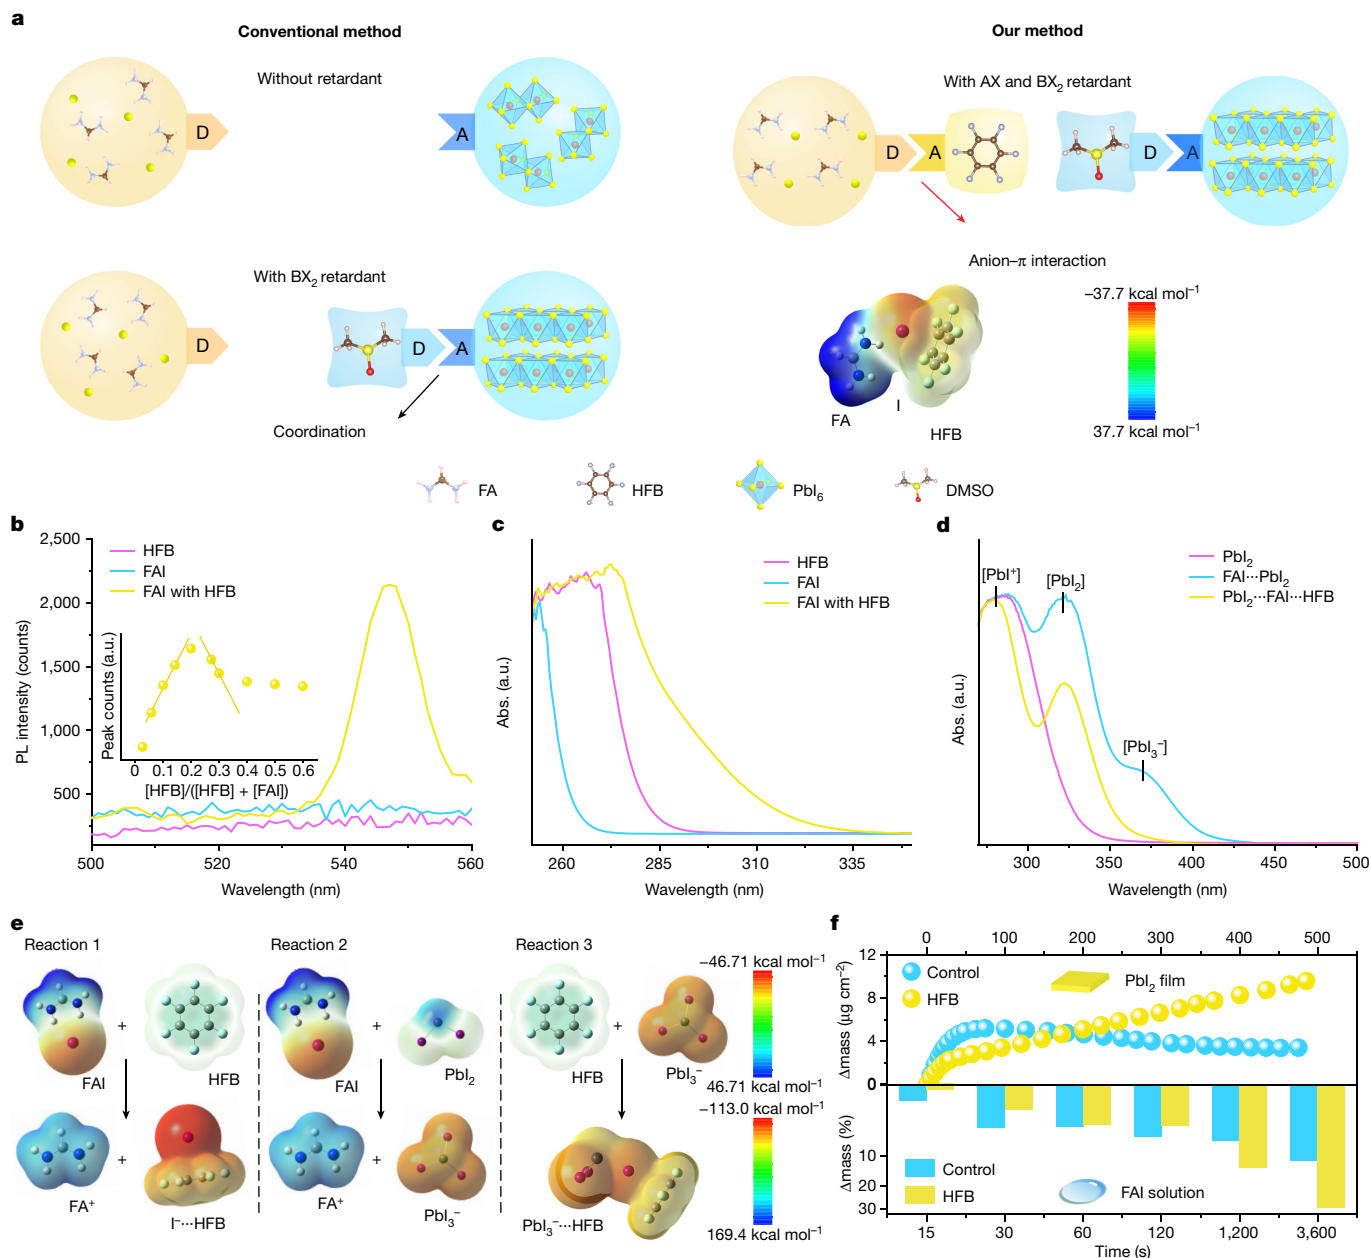 a
Conventional method
Our method
Without retardant
With AX and BX₂ retardant
D
A
D
A
D
A
With BX₂ retardant
Anion–π interaction
D
D
A
Coordination
−37.7 kcal mol⁻¹
37.7 kcal mol⁻¹
FA
I
HFB
FA
HFB
PbI₆
DMSO
b
2,500
2,000
1,500
1,000
500
PL intensity (counts)
HFB
FAI
FAI with HFB
Peak counts (a.u.)
0 0.1 0.2 0.3 0.4 0.5 0.6
[HFB]/([HFB] + [FAI])
500 520 540 560
Wavelength (nm)
c
HFB
FAI
FAI with HFB
Abs. (a.u.)
260 285 310 335
Wavelength (nm)
d
PbI₂
FAI···PbI₂
PbI₂···FAI···HFB
[PbI⁺]
[PbI₂]
[PbI₃⁻]
Abs. (a.u.)
300 350 400 450 500
Wavelength (nm)
e
Reaction 1
Reaction 2
Reaction 3
+
+
+
FAI
HFB
FAI
PbI₂
HFB
PbI₃⁻
+
+
FA⁺
I⁻···HFB
FA⁺
PbI₃⁻
PbI₃⁻···HFB
−46.71 kcal mol⁻¹
46.71 kcal mol⁻¹
−113.0 kcal mol⁻¹
169.4 kcal mol⁻¹
f
0 100 200 300 400 500
12
8
4
0
Δmass (μg cm⁻²)
Control
HFB
PbI₂ film
Δmass (%)
10
20
30
Control
HFB
FAI solution
15 30 60 120 1,200 3,600
Time (s)